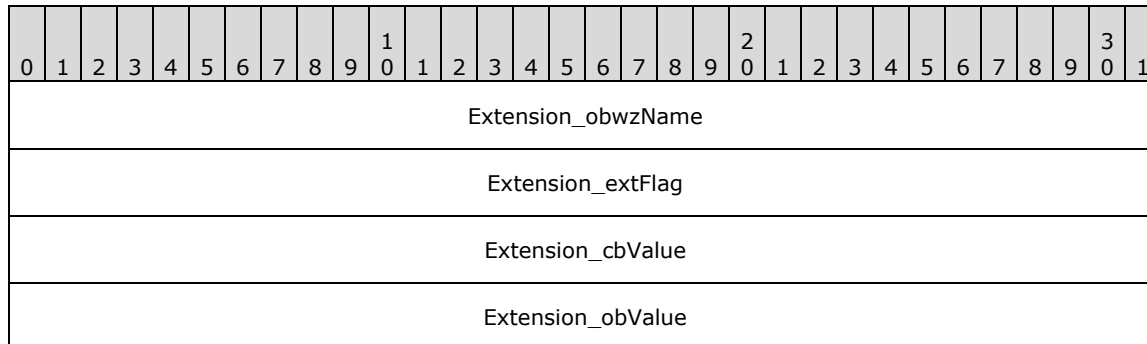 1 2 3
0 1 2 3 4 5 6 7 8 9 0 1 2 3 4 5 6 7 8 9 0 1 2 3 4 5 6 7 8 9 0 1
Extension_obwzName
Extension_extFlag
Extension_cbValue
Extension_obValue